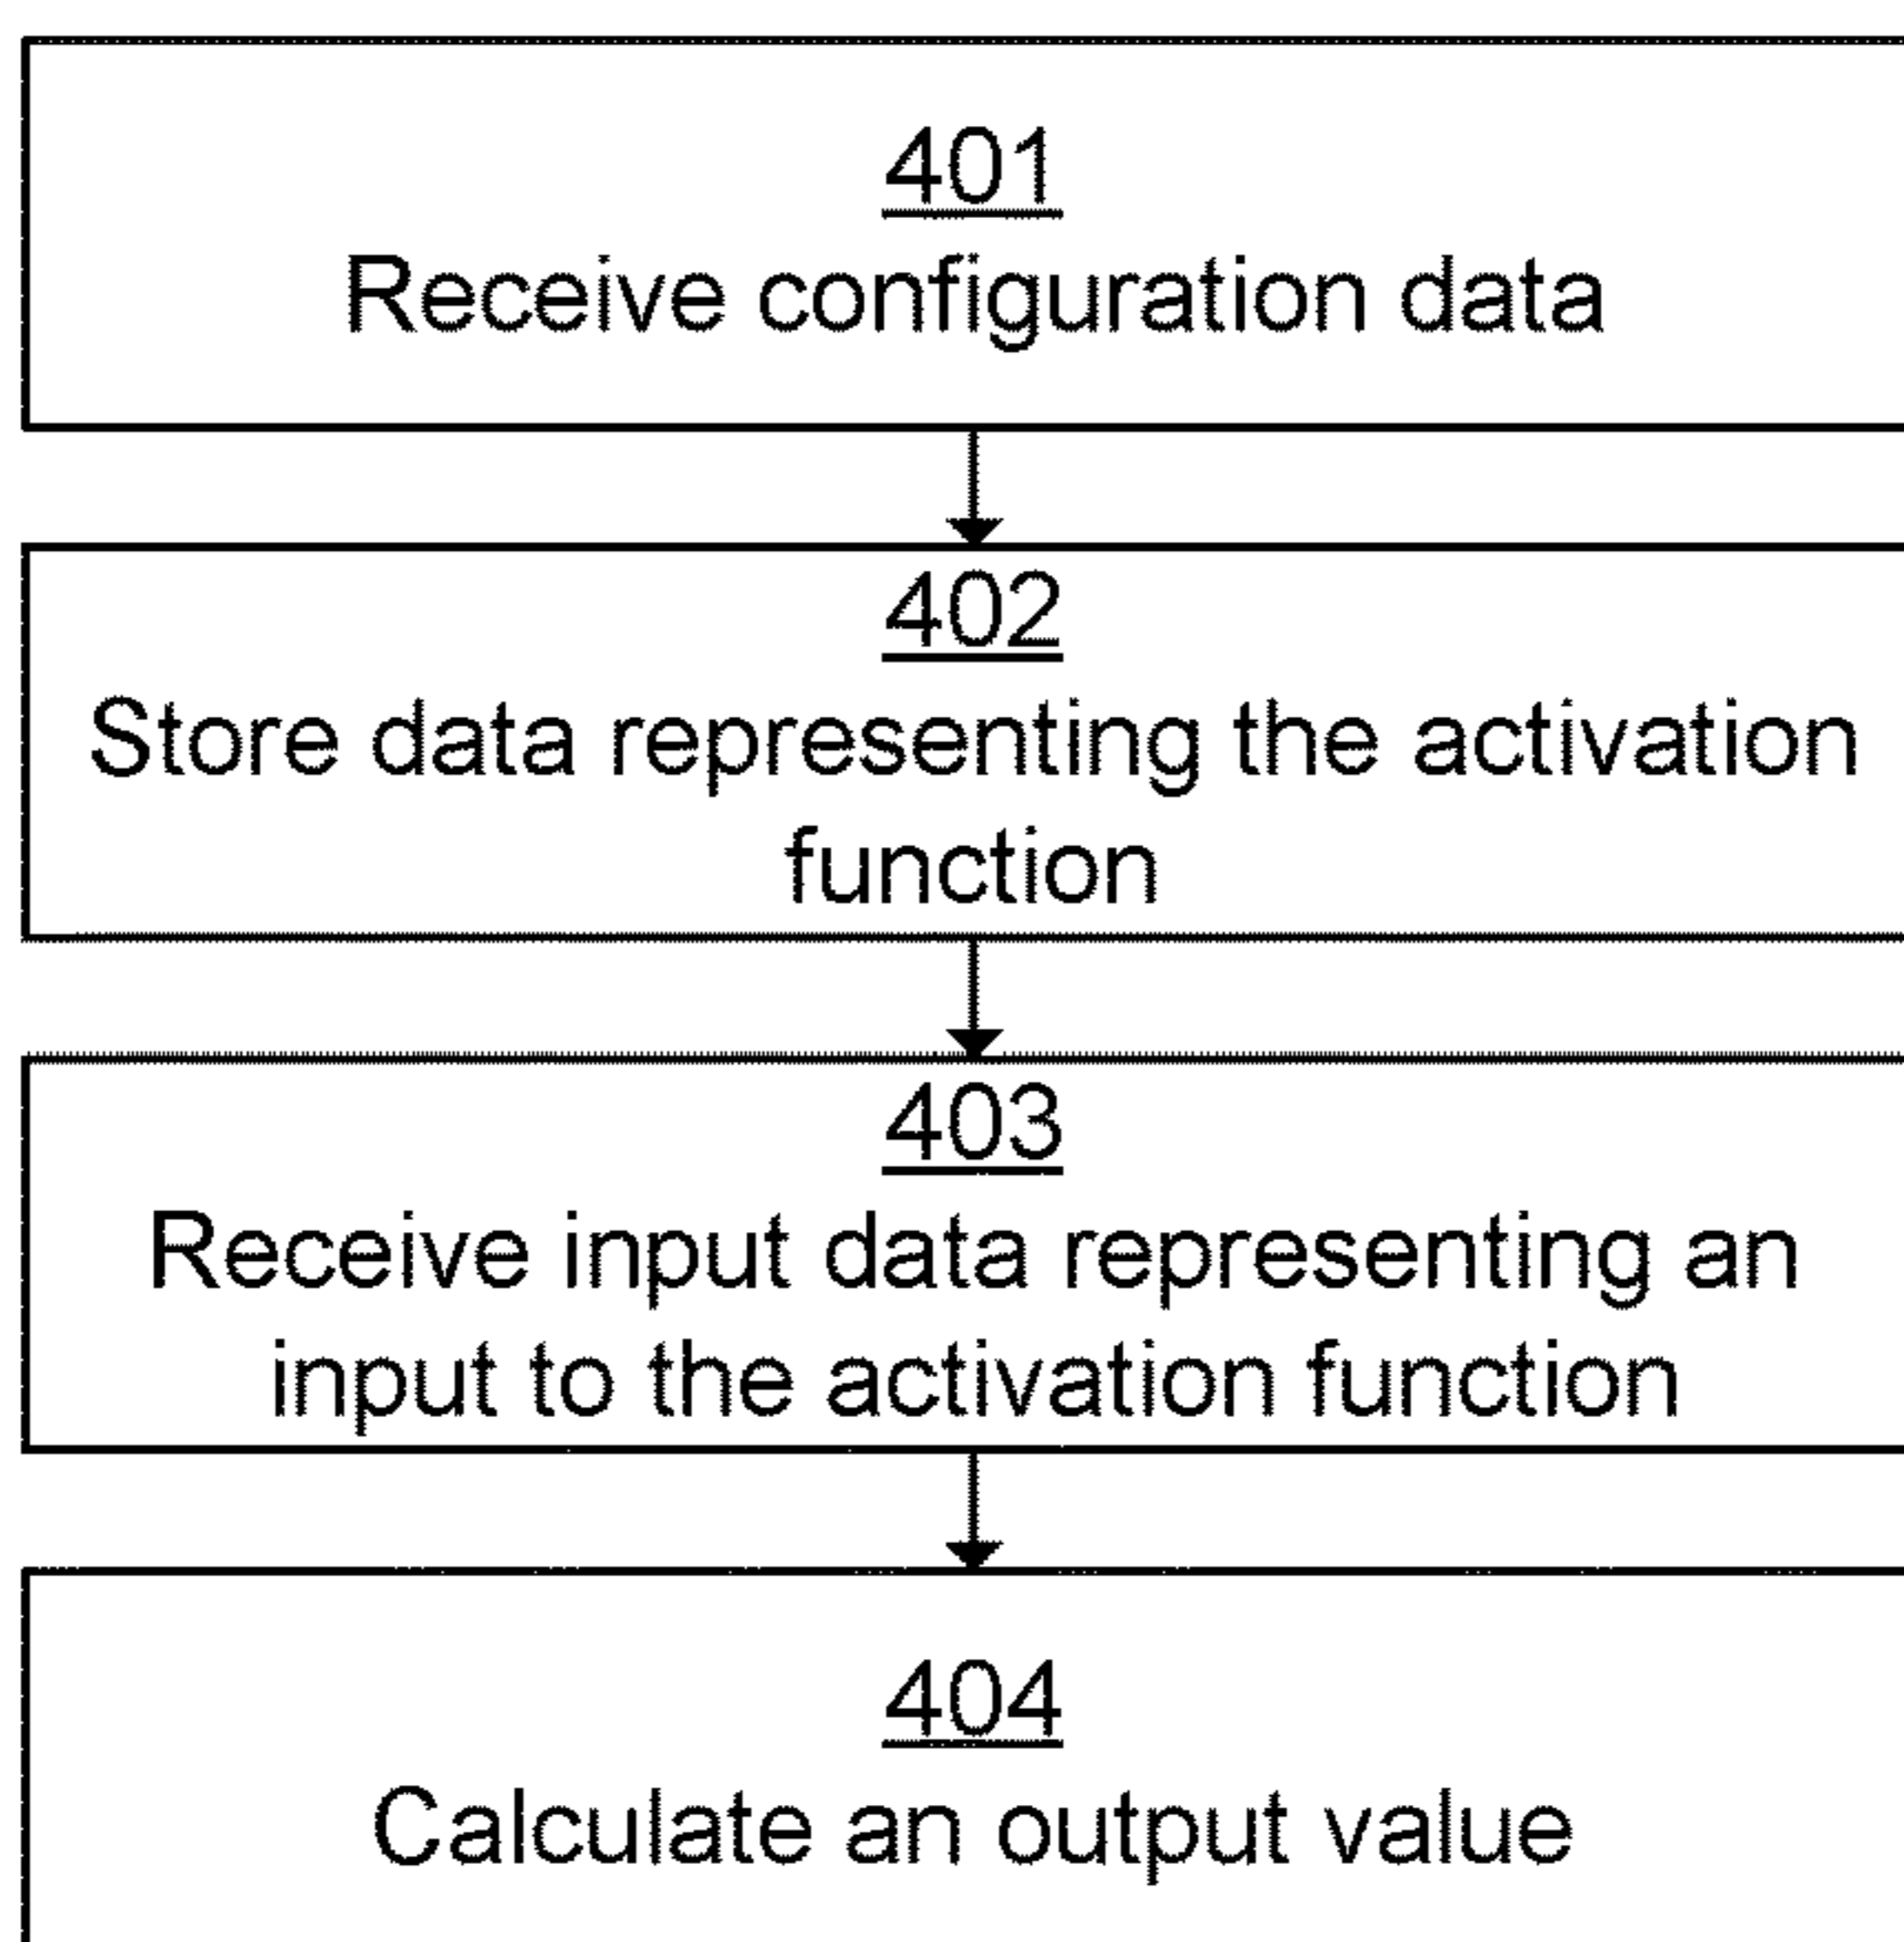 401
Receive configuration data
402
Store data representing the activation
function
403
Receive input data representing an
input to the activation function
404
Calculate an output value